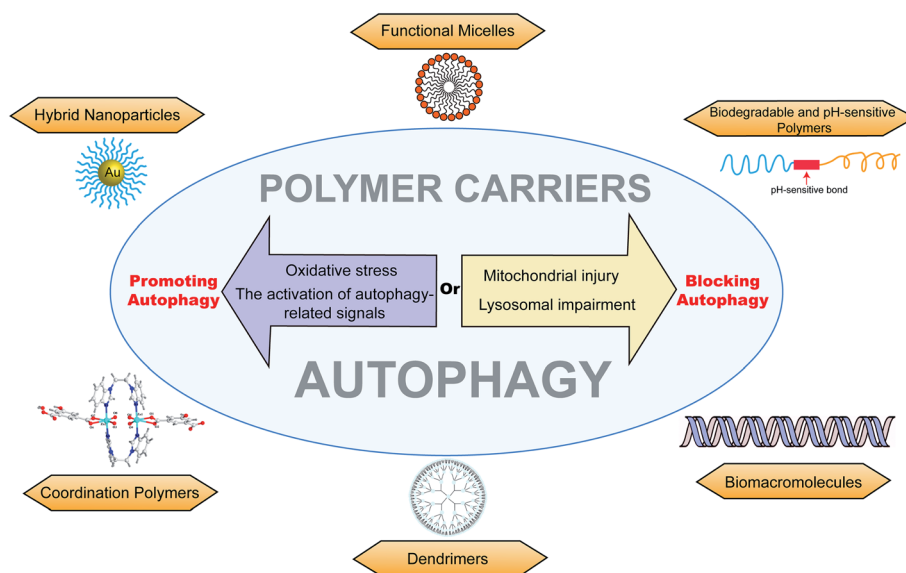 Functional Micelles
Hybrid Nanoparticles
Au
Biodegradable and pH-sensitive
Polymers
pH-sensitive bond
POLYMER CARRIERS
Promoting
Autophagy
Oxidative stress
The activation of autophagy-
related signals
Or
Mitochondrial injury
Lysosomal impairment
Blocking
Autophagy
AUTOPHAGY
Coordination Polymers
Dendrimers
Biomacromolecules